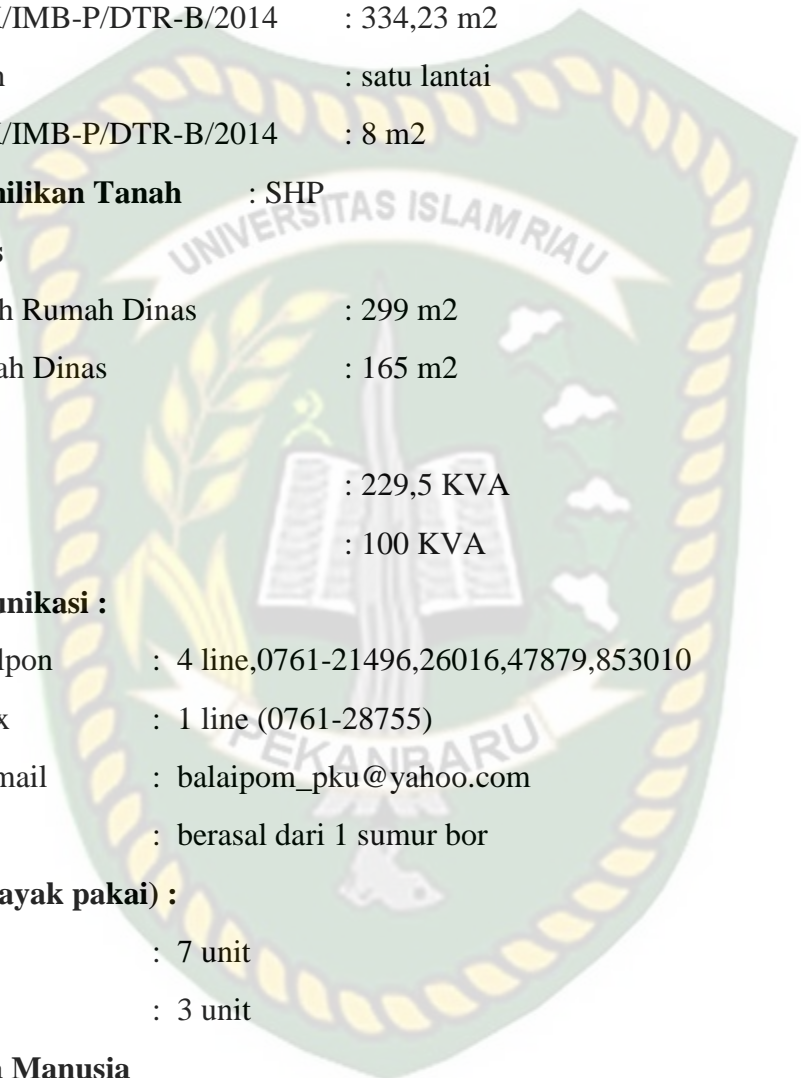 /IMB-P/DTR-B/2014 : 334,23 m2
: satu lantai
/IMB-P/DTR-B/2014 : 8 m2
Tanah : SHP
UNIVERSITAS ISLAM RIAU
Rumah Dinas : 299 m2
Dinas : 165 m2
: 229,5 KVA
: 100 KVA
unikasi :
lpon : 4 line,0761-21496,26016,47879,853010
x : 1 line (0761-28755)
mail : balaipom_pku@yahoo.com
PEKANBARU
: berasal dari 1 sumur bor
ayak pakai) :
: 7 unit
: 3 unit
Manusia